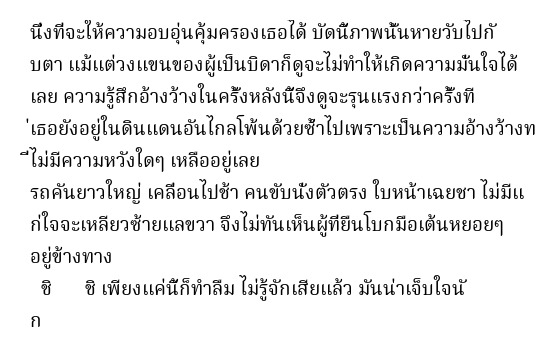 นึ่งที่จะให้ความอบอุ่นคุ้มครองเธอได้ บัดนี้ภาพนั้นหายวับไปกั
บตา แม้แต่วงแขนของผู้เป็นบิดาก็ดูจะไม่ทำให้เกิดความมั่นใจได้
เลย ความรู้สึกอ้างว้างในครั้งหลังนี้จึงดูจะรุนแรงกว่าครั้งที
่เธอยังอยู่ในดินแดนอันไกลโพ้นด้วยซ้ำไปเพราะเป็นความอ้างว้างท
ี่ไม่มีความหวังใดๆ เหลืออยู่เลย
รถคันยาวใหญ่ เคลื่อนไปช้า คนขับนั่งตัวตรง ใบหน้าเฉยชา ไม่มีแ
ก่ใจจะเหลียวซ้ายแลขวา จึงไม่ทันเห็นผู้ที่ยืนโบกมือเต้นหยอยๆ
อยู่ข้างทาง
ชิ ชิ เพียงแค่นี้ก็ทำลืม ไม่รู้จักเสียแล้ว มันน่าเจ็บใจนั
ก